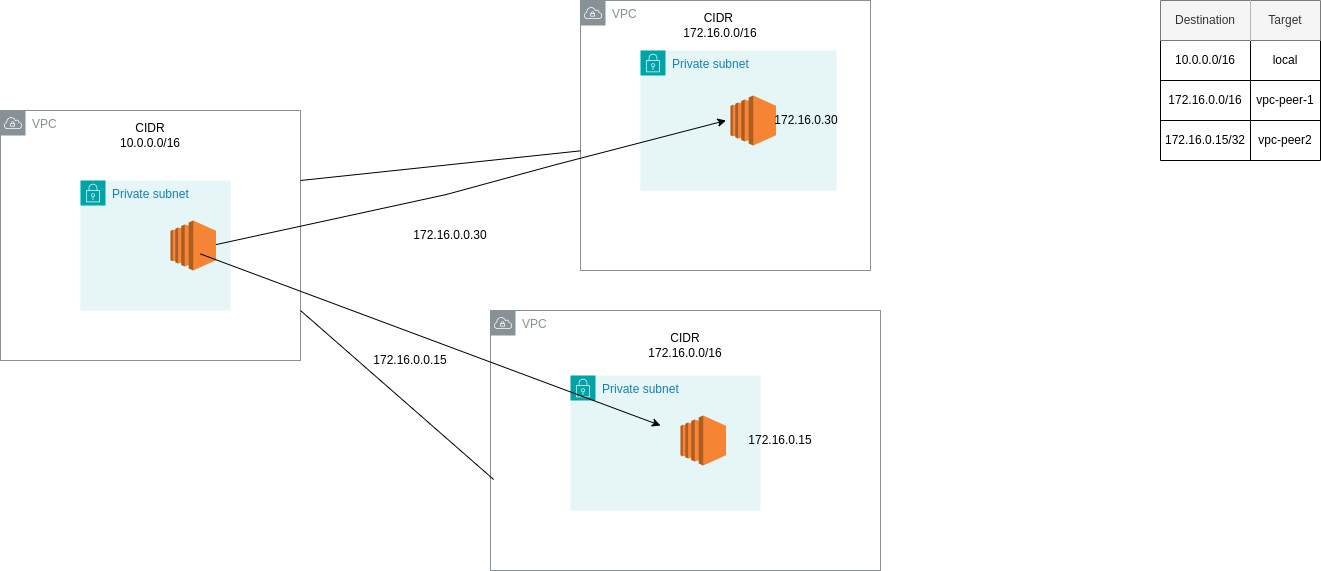 VPC
CIDR
172.16.0.0/16
Private subnet
172.16.0.30
Destination
Target
10.0.0.0/16
local
172.16.0.0/16
vpc-peer-1
172.16.0.15/32
vpc-peer2
VPC
CIDR
10.0.0.0/16
Private subnet
172.16.0.0.30
172.16.0.0.15
VPC
CIDR
172.16.0.0/16
Private subnet
172.16.0.15